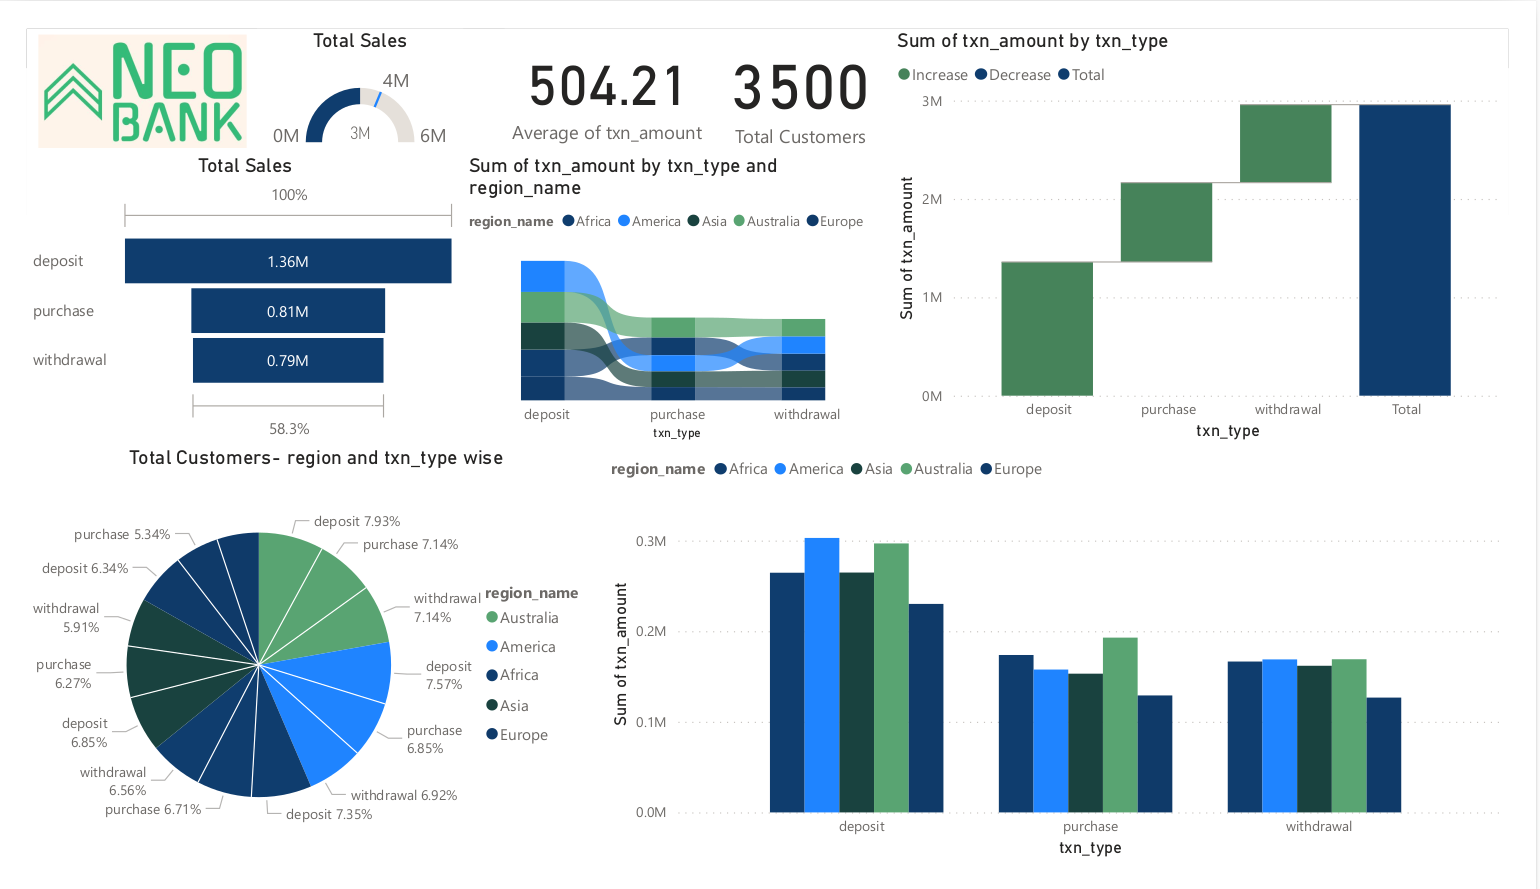 NEO
BANK
Total Sales
4M
0M
3M
6M
504.21
Average of txn_amount
3500
Total Customers
Sum of txn_amount by txn_type
Increase Decrease Total
3M
2M
1M
0M
Sum of txn_amount
deposit purchase withdrawal Total
txn_type
Total Sales
100%
deposit 1.36M
purchase 0.81M
withdrawal 0.79M
58.3%
Sum of txn_amount by txn_type and
region_name
region_name Africa America Asia Australia Europe
deposit purchase withdrawal
txn_type
Total Customers- region and txn_type wise
deposit 7.93%
purchase 7.14%
withdrawal
7.14%
deposit
7.57%
purchase
6.85%
withdrawal 6.92%
deposit 7.35%
purchase 6.71%
withdrawal
6.56%
deposit
6.85%
purchase
6.27%
withdrawal
5.91%
deposit 6.34%
purchase 5.34%
region_name
Australia
America
Africa
Asia
Europe
region_name Africa America Asia Australia Europe
0.3M
0.2M
0.1M
0.0M
Sum of txn_amount
deposit purchase withdrawal
txn_type